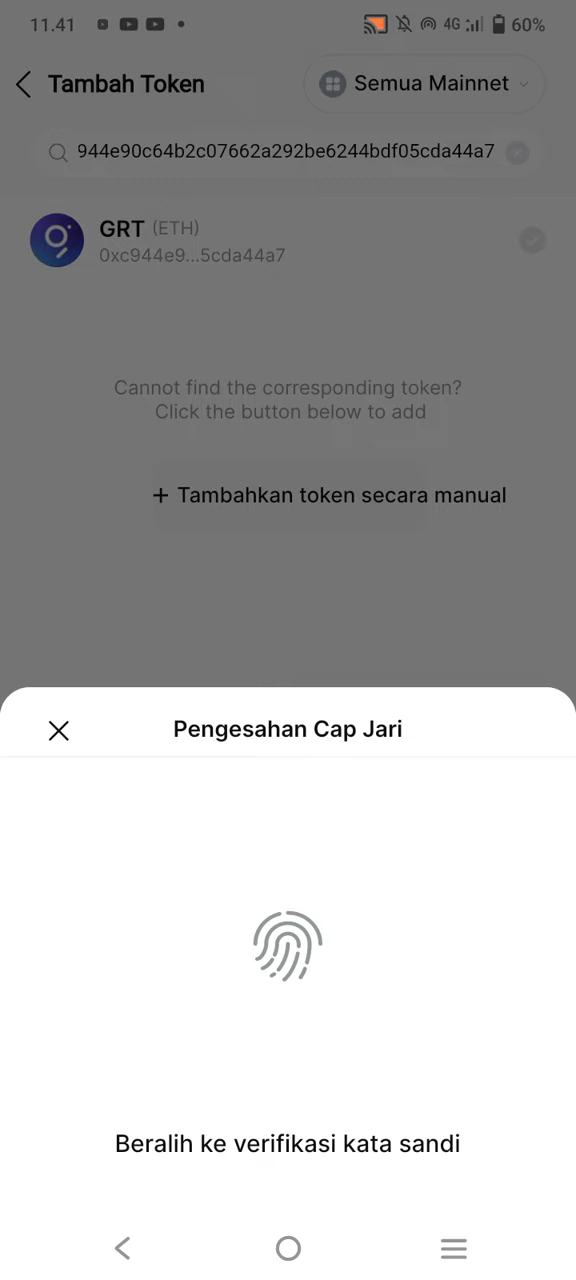 11.41
4G
60%
Tambah Token
Semua Mainnet
944e90c64b2c07662a292be6244bdf05cda44a7
GRT (ETH)
0xc944e9...5cda44a7
Cannot find the corresponding token?
Click the button below to add
+ Tambahkan token secara manual
Pengesahan Cap Jari
Beralih ke verifikasi kata sandi